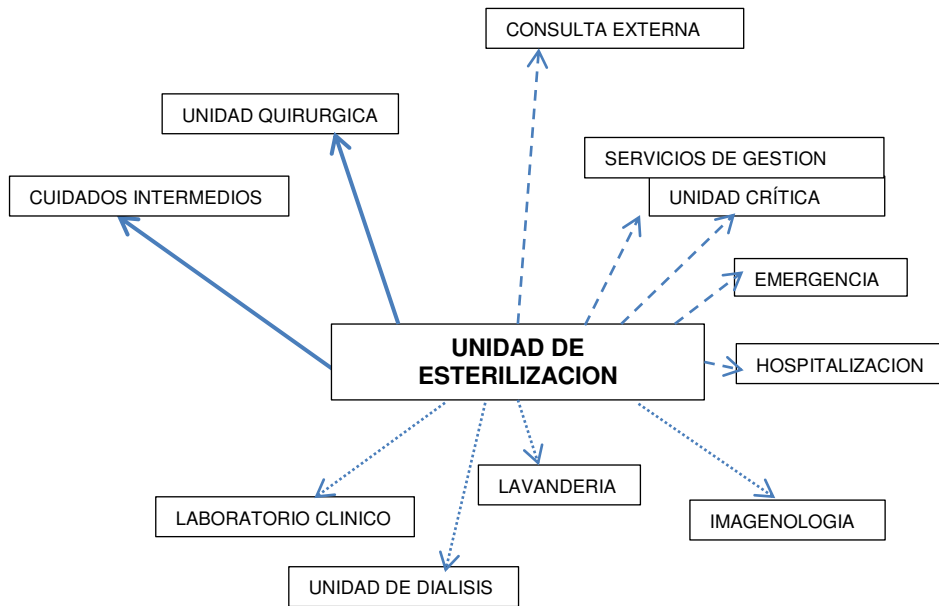 CONSULTA EXTERNA
UNIDAD QUIRURGICA
SERVICIOS DE GESTION
CUIDADOS INTERMEDIOS
UNIDAD CRÍTICA
EMERGENCIA
UNIDAD DE
ESTERILIZACION
HOSPITALIZACION
LAVANDERIA
LABORATORIO CLINICO
IMAGENOLOGIA
UNIDAD DE DIALISIS